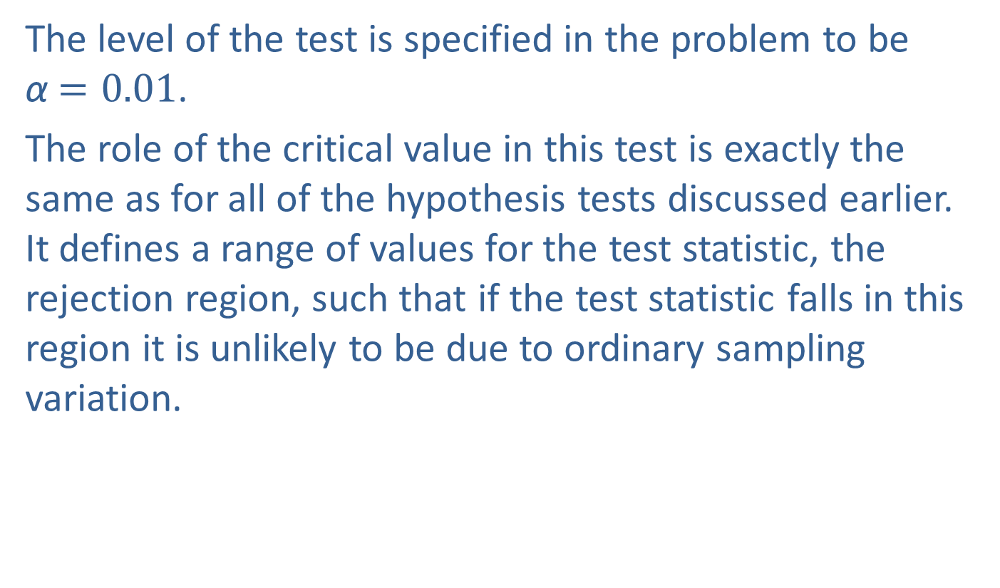 The level of the test is specified in the problem to be
α = 0.01.
The role of the critical value in this test is exactly the
same as for all of the hypothesis tests discussed earlier.
It defines a range of values for the test statistic, the
rejection region, such that if the test statistic falls in this
region it is unlikely to be due to ordinary sampling
variation.